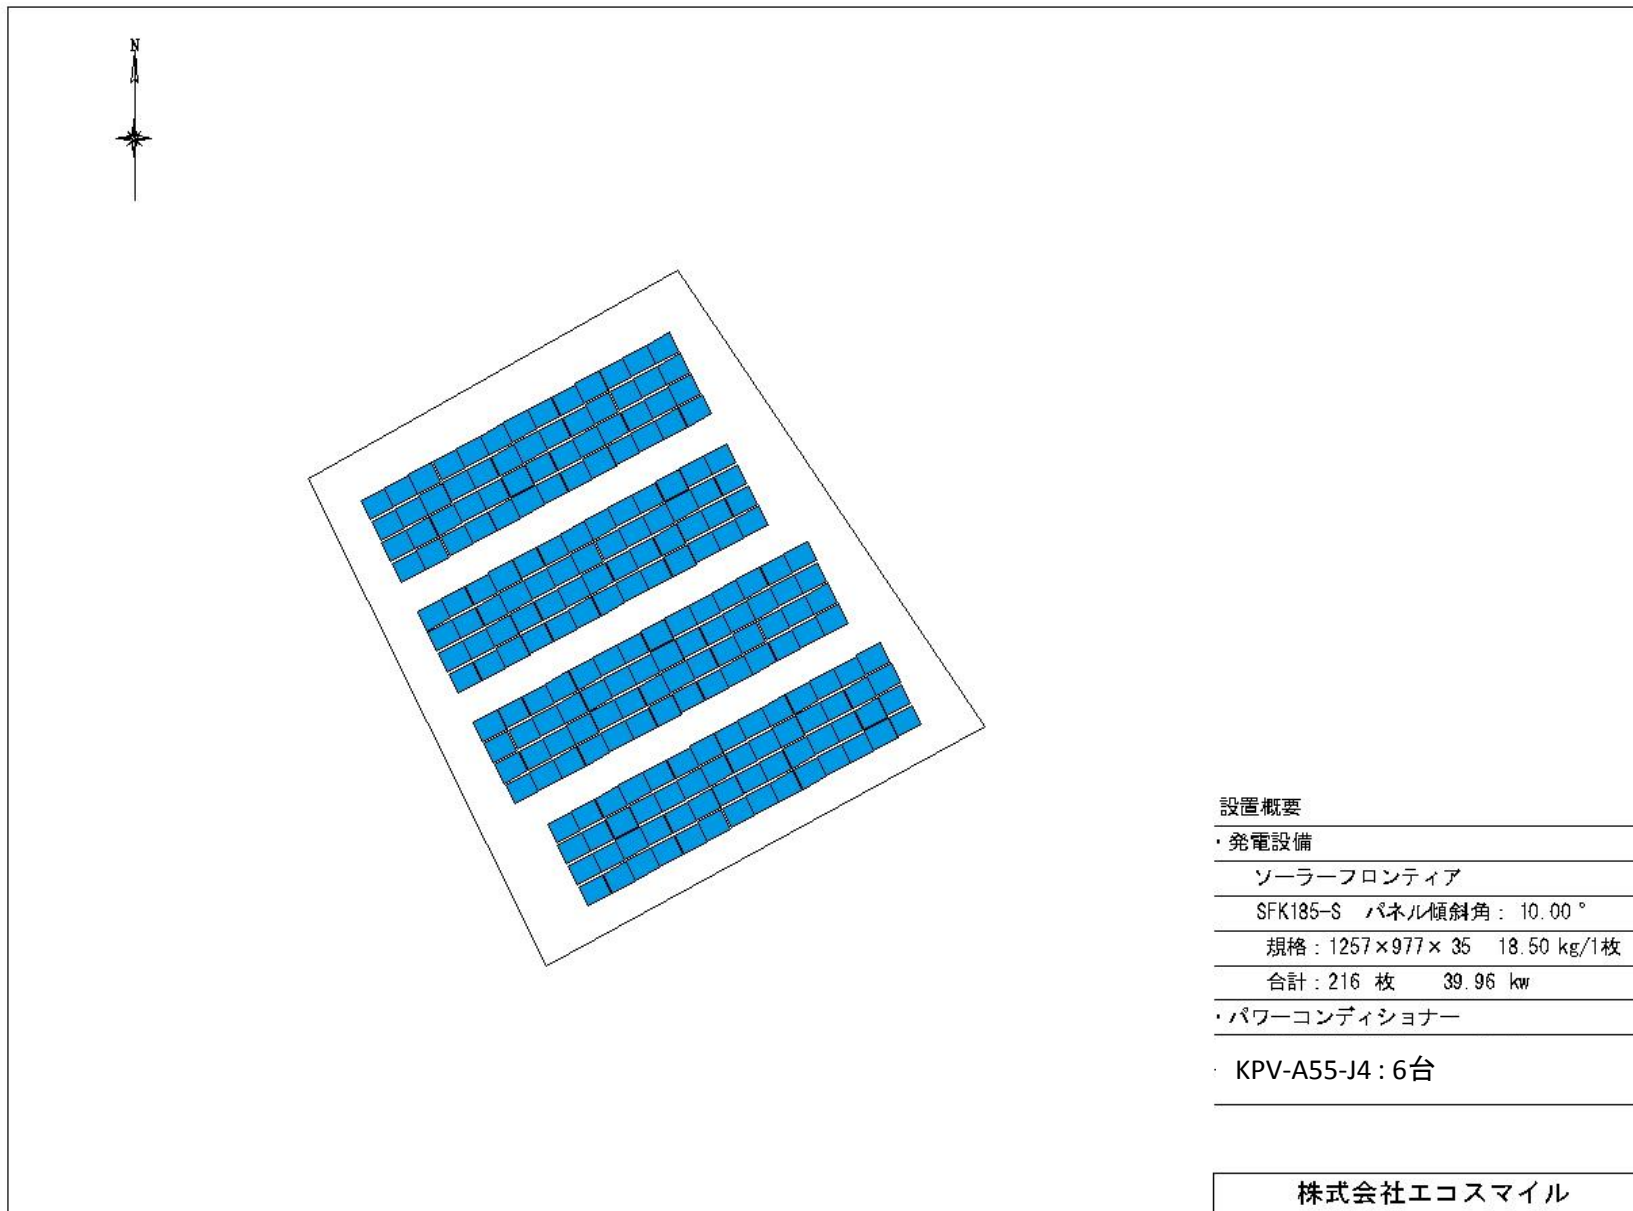 N
設置概要
・発電設備
ソーラーフロンティア
SFK185-S パネル傾斜角: 10.00°
規格:1257×977× 35 18.50 kg/1枚
合計:216 枚 39.96 kw
・パワーコンディショナー
KPV-A55-J4 : 6台
株式会社エコスマイル